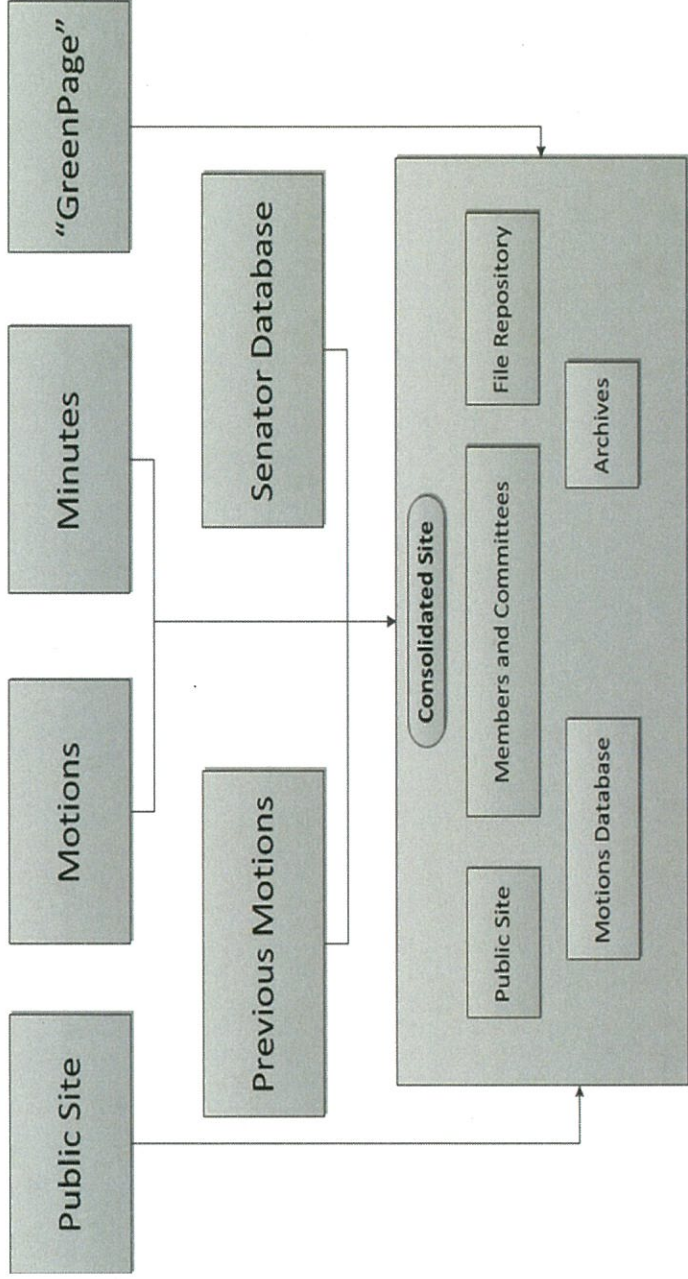 Public Site
Motions
Minutes
“GreenPage”
Previous Motions
Senator Database
Consolidated Site
Public Site
Members and Committees
File Repository
Motions Database
Archives